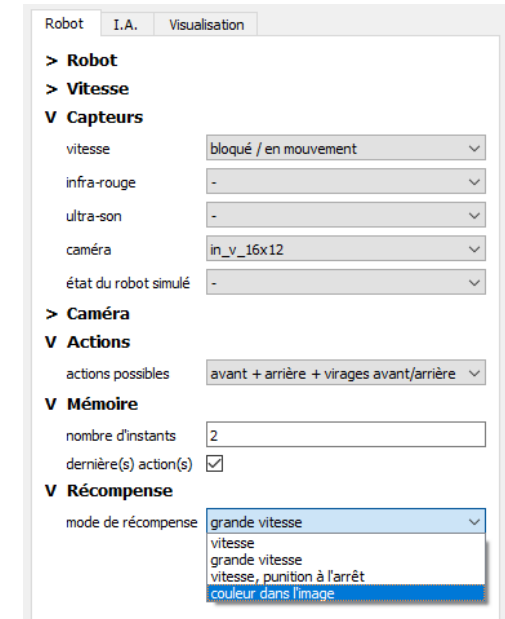 Robot I.A. Visualisation
> Robot
> Vitesse
V Capteurs
vitesse bloqué / en mouvement
infra-rouge -
ultra-son -
caméra in_v_16x12
état du robot simulé -
> Caméra
V Actions
actions possibles avant + arrière + virages avant/arrière
V Mémoire
nombre d'instants 2
dernière(s) action(s)
V Récompense
mode de récompense grande vitesse
vitesse
grande vitesse
vitesse, punition à l'arrêt
couleur dans l'image